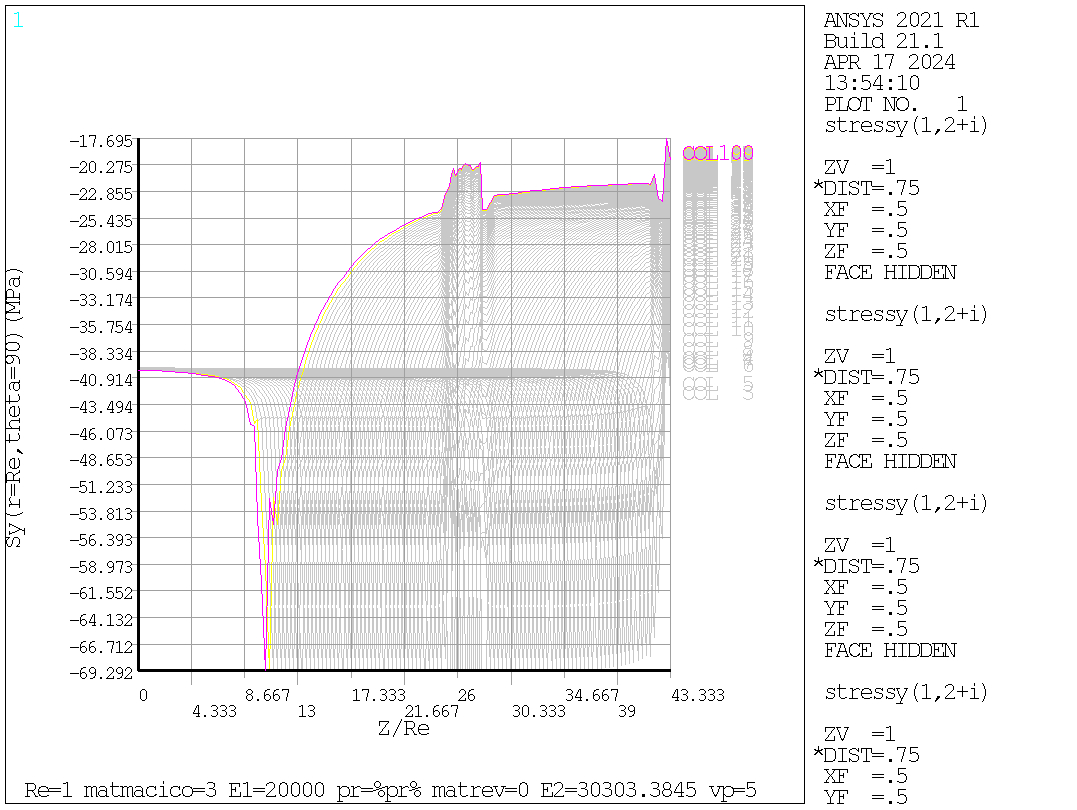 1
ANSYS 2021 R1
Build 21.1
APR 17 2024
13:54:10
PLOT NO. 1
stressy(1,2+i)
ZV =1
*DIST=.75
XF =.5
YF =.5
ZF =.5
FACE HIDDEN
stressy(1,2+i)
ZV =1
*DIST=.75
XF =.5
YF =.5
ZF =.5
FACE HIDDEN
stressy(1,2+i)
ZV =1
*DIST=.75
XF =.5
YF =.5
ZF =.5
FACE HIDDEN
stressy(1,2+i)
ZV =1
*DIST=.75
XF =.5
YF =.5
COL100
COL 5
Sy(r=Re,theta=90)(MPa)
-17.695
-20.275
-22.855
-25.435
-28.015
-30.594
-33.174
-35.754
-38.334
-40.914
-43.494
-46.073
-48.653
-51.233
-53.813
-56.393
-58.973
-61.552
-64.132
-66.712
-69.292
0 8.667 17.333 26 34.667 43.333
4.333 13 21.667 30.333 39
Z/Re
Re=1 matmacico=3 E1=20000 pr=%pr% matrev=0 E2=30303.3845 vp=5